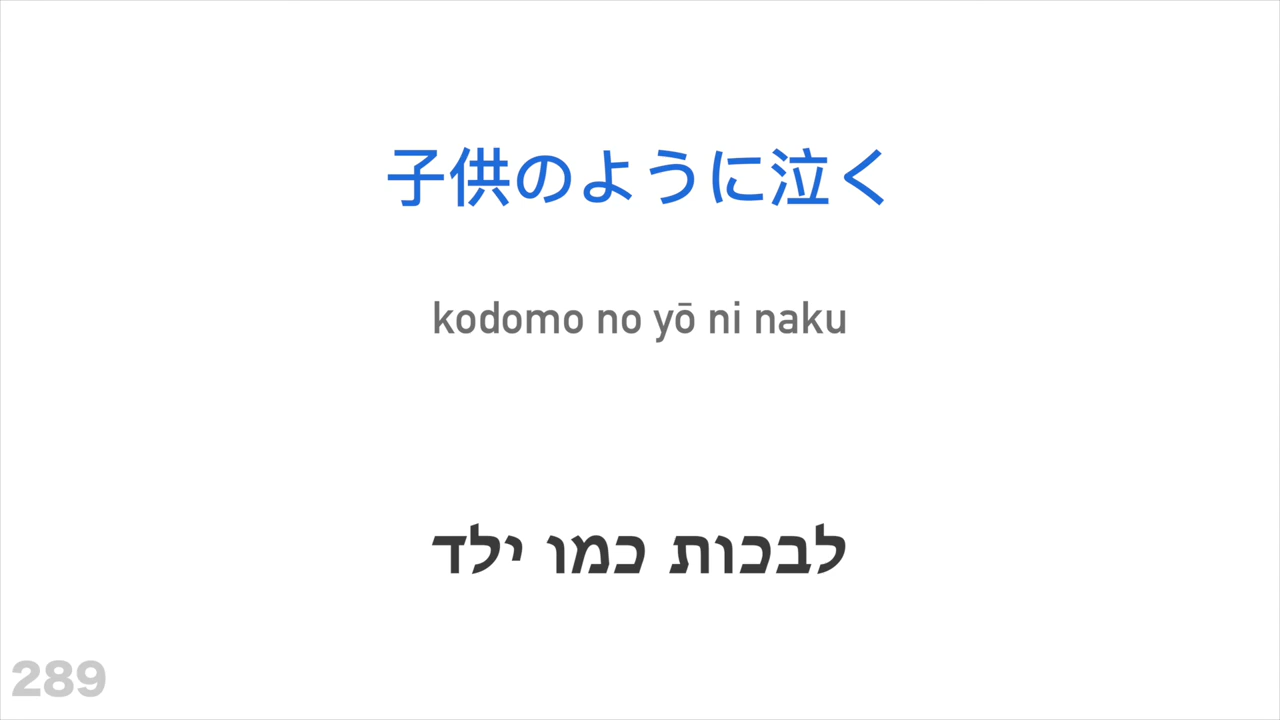 子供のように泣く
kodomo no yō ni naku
לבכות כמו ילד
289